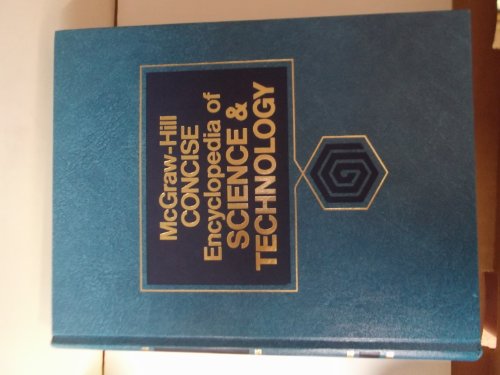 McGraw-Hill
CONCISE
Encyclopedia of
SCIENCE &
TECHNOLOGY